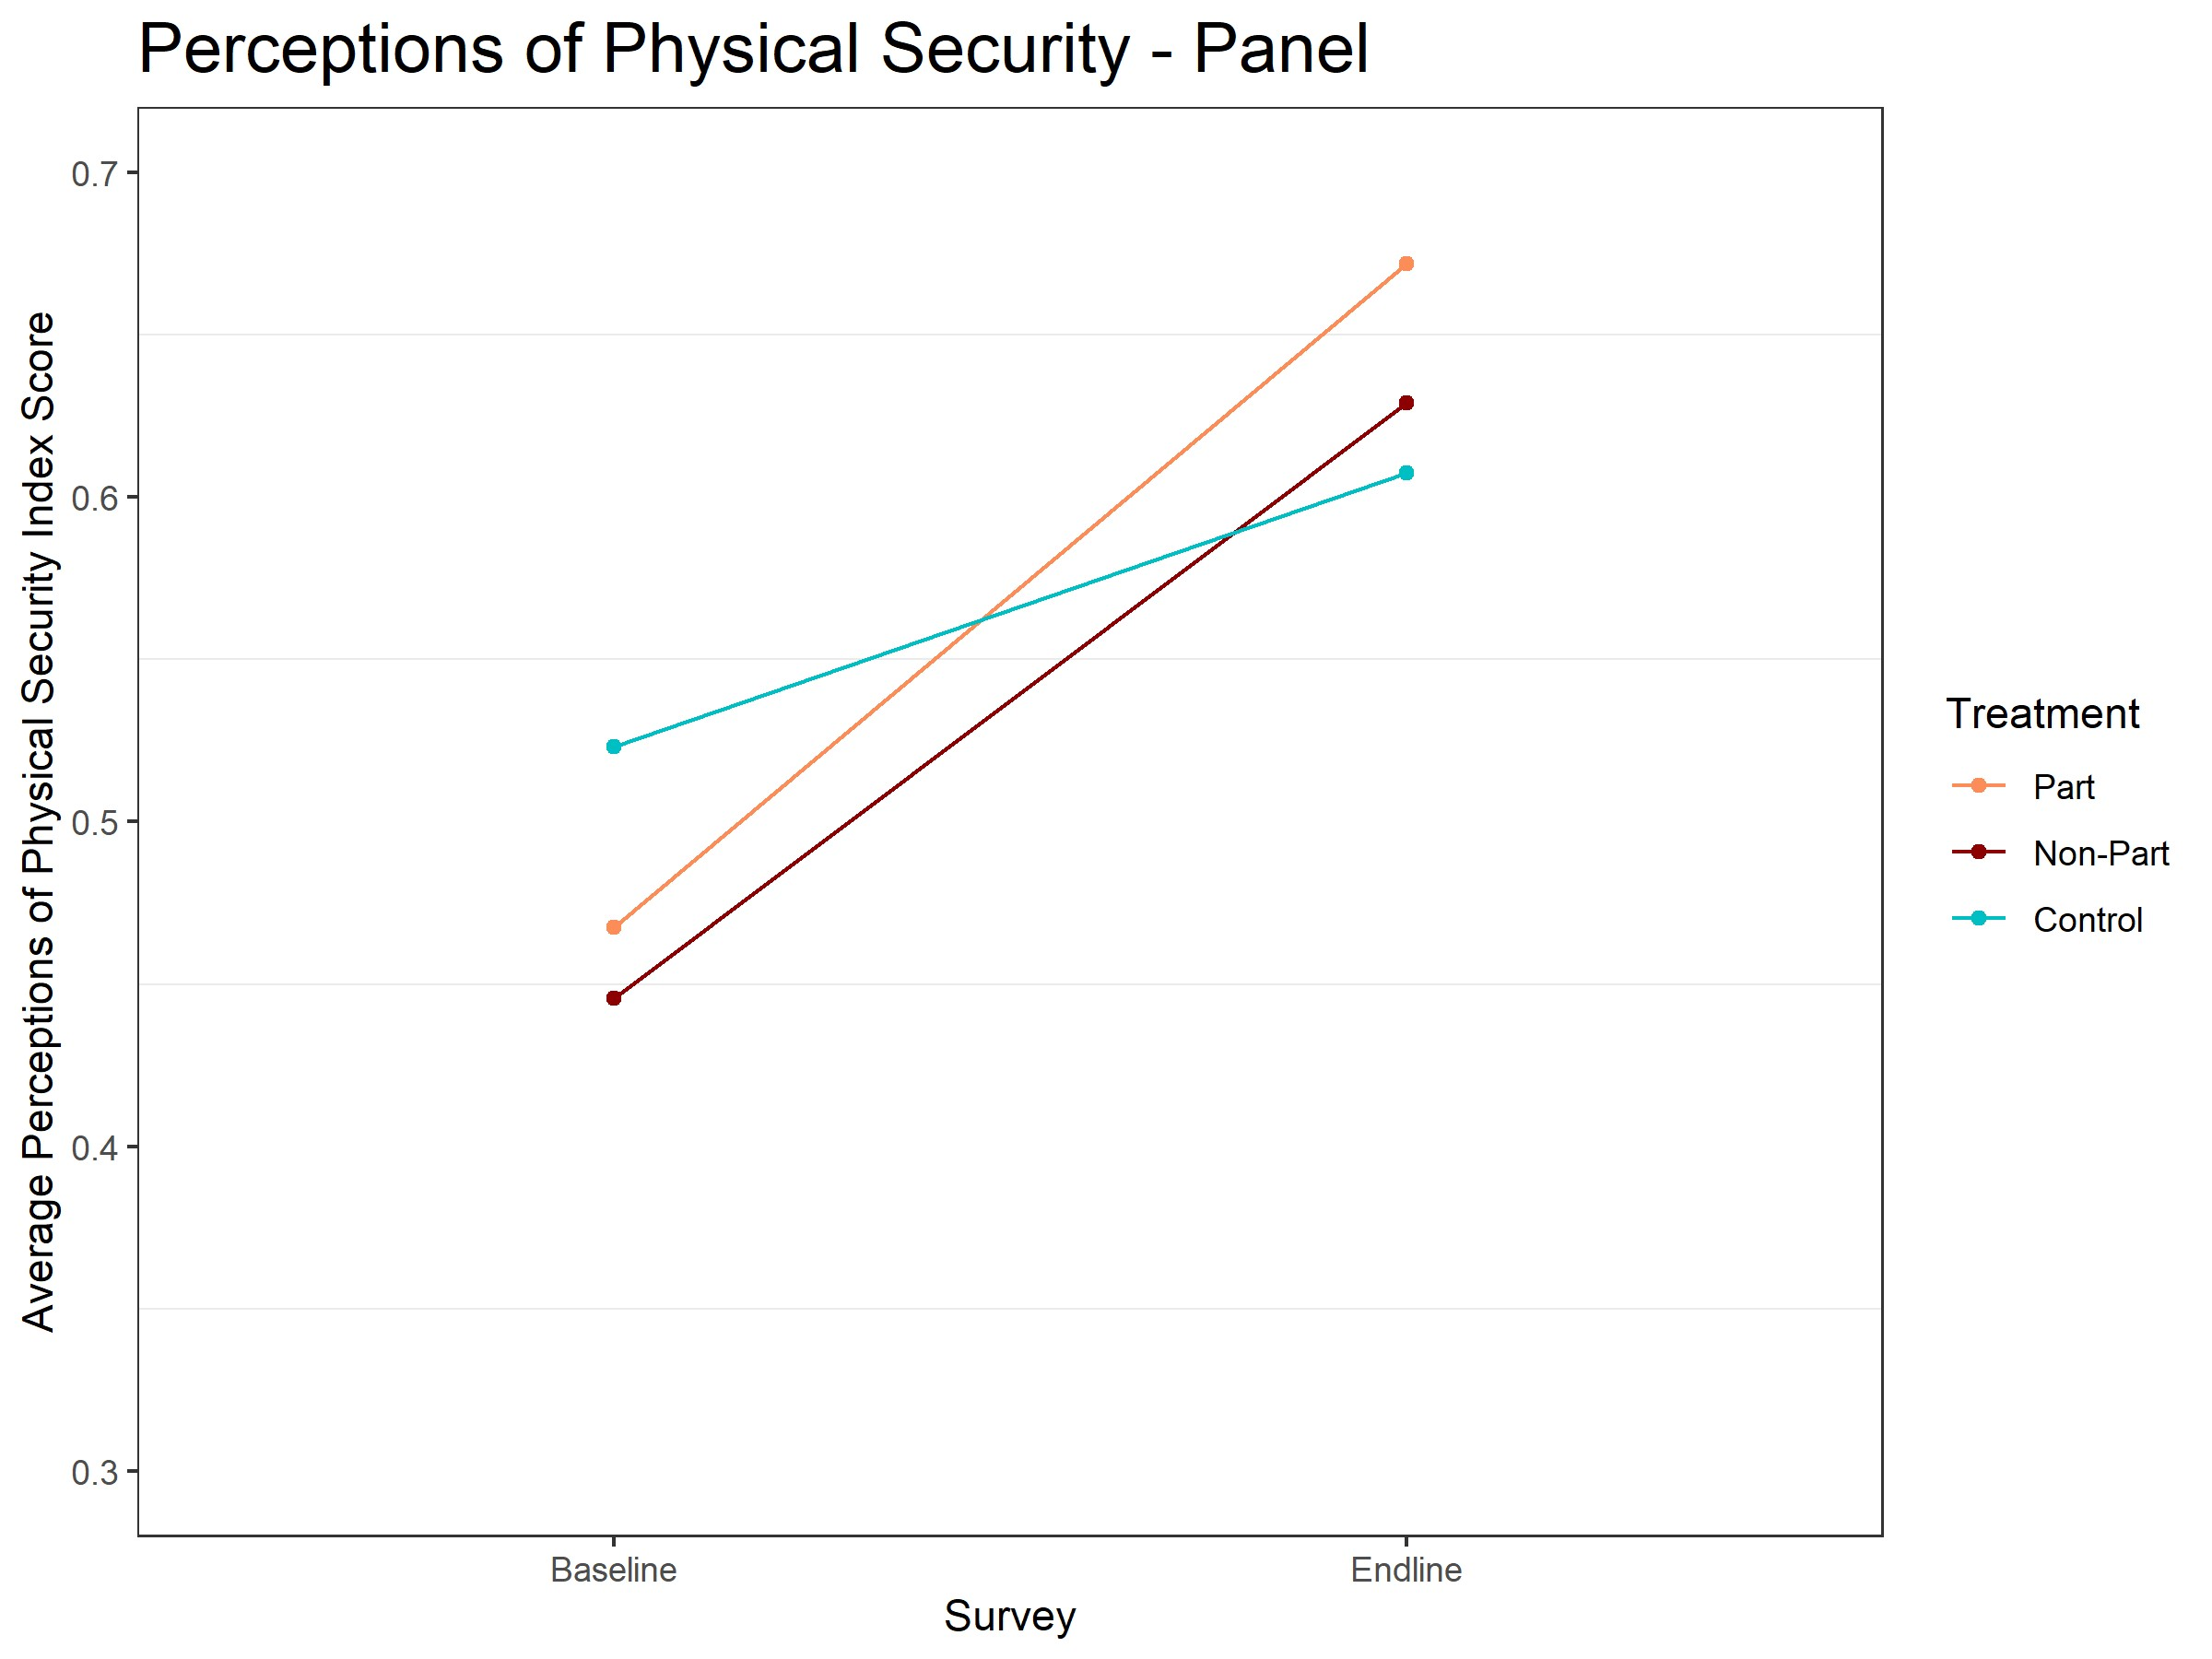 Perceptions of Physical Security - Panel
Average Perceptions of Physical Security Index Score
0.7
0.6
0.5
0.4
0.3
Baseline
Endline
Survey
Treatment
Part
Non-Part
Control